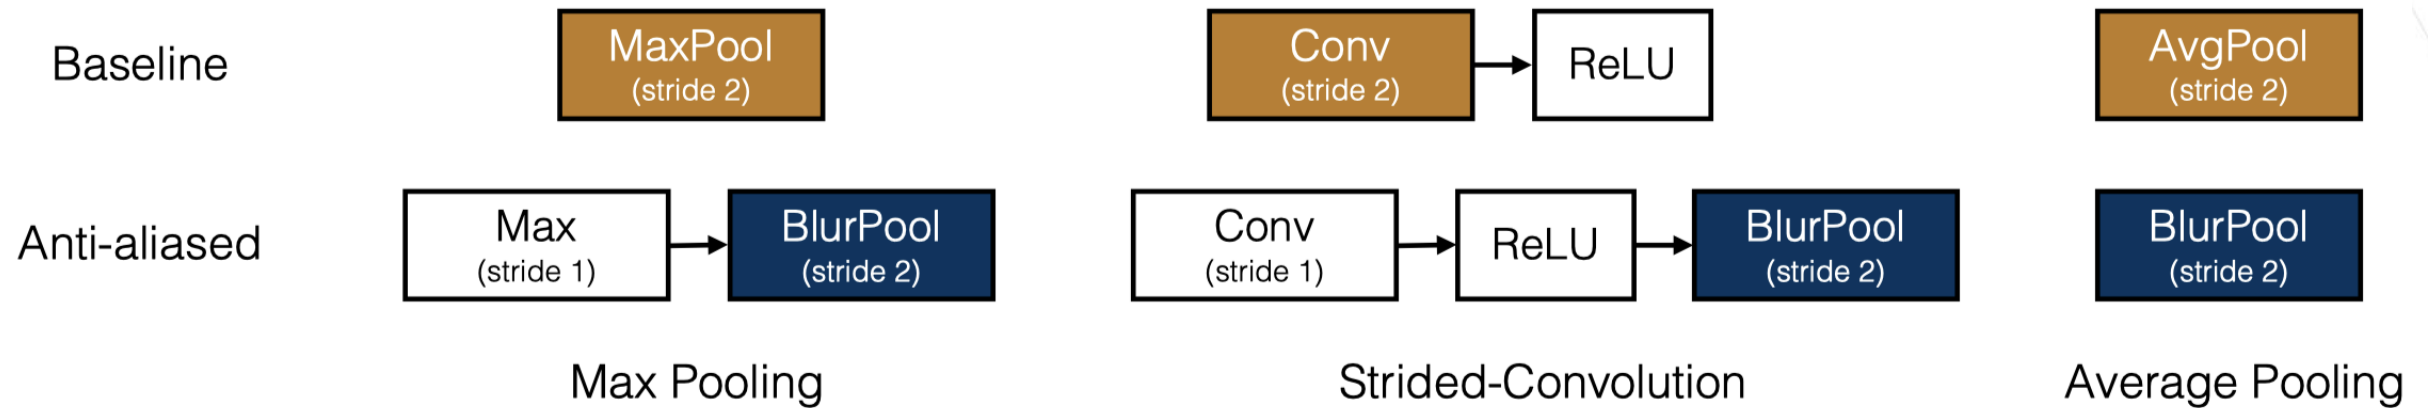 Baseline
MaxPool
(stride 2)
Conv
(stride 2)
ReLU
AvgPool
(stride 2)
Anti-aliased
Max
(stride 1)
BlurPool
(stride 2)
Conv
(stride 1)
ReLU
BlurPool
(stride 2)
BlurPool
(stride 2)
Max Pooling
Strided-Convolution
Average Pooling